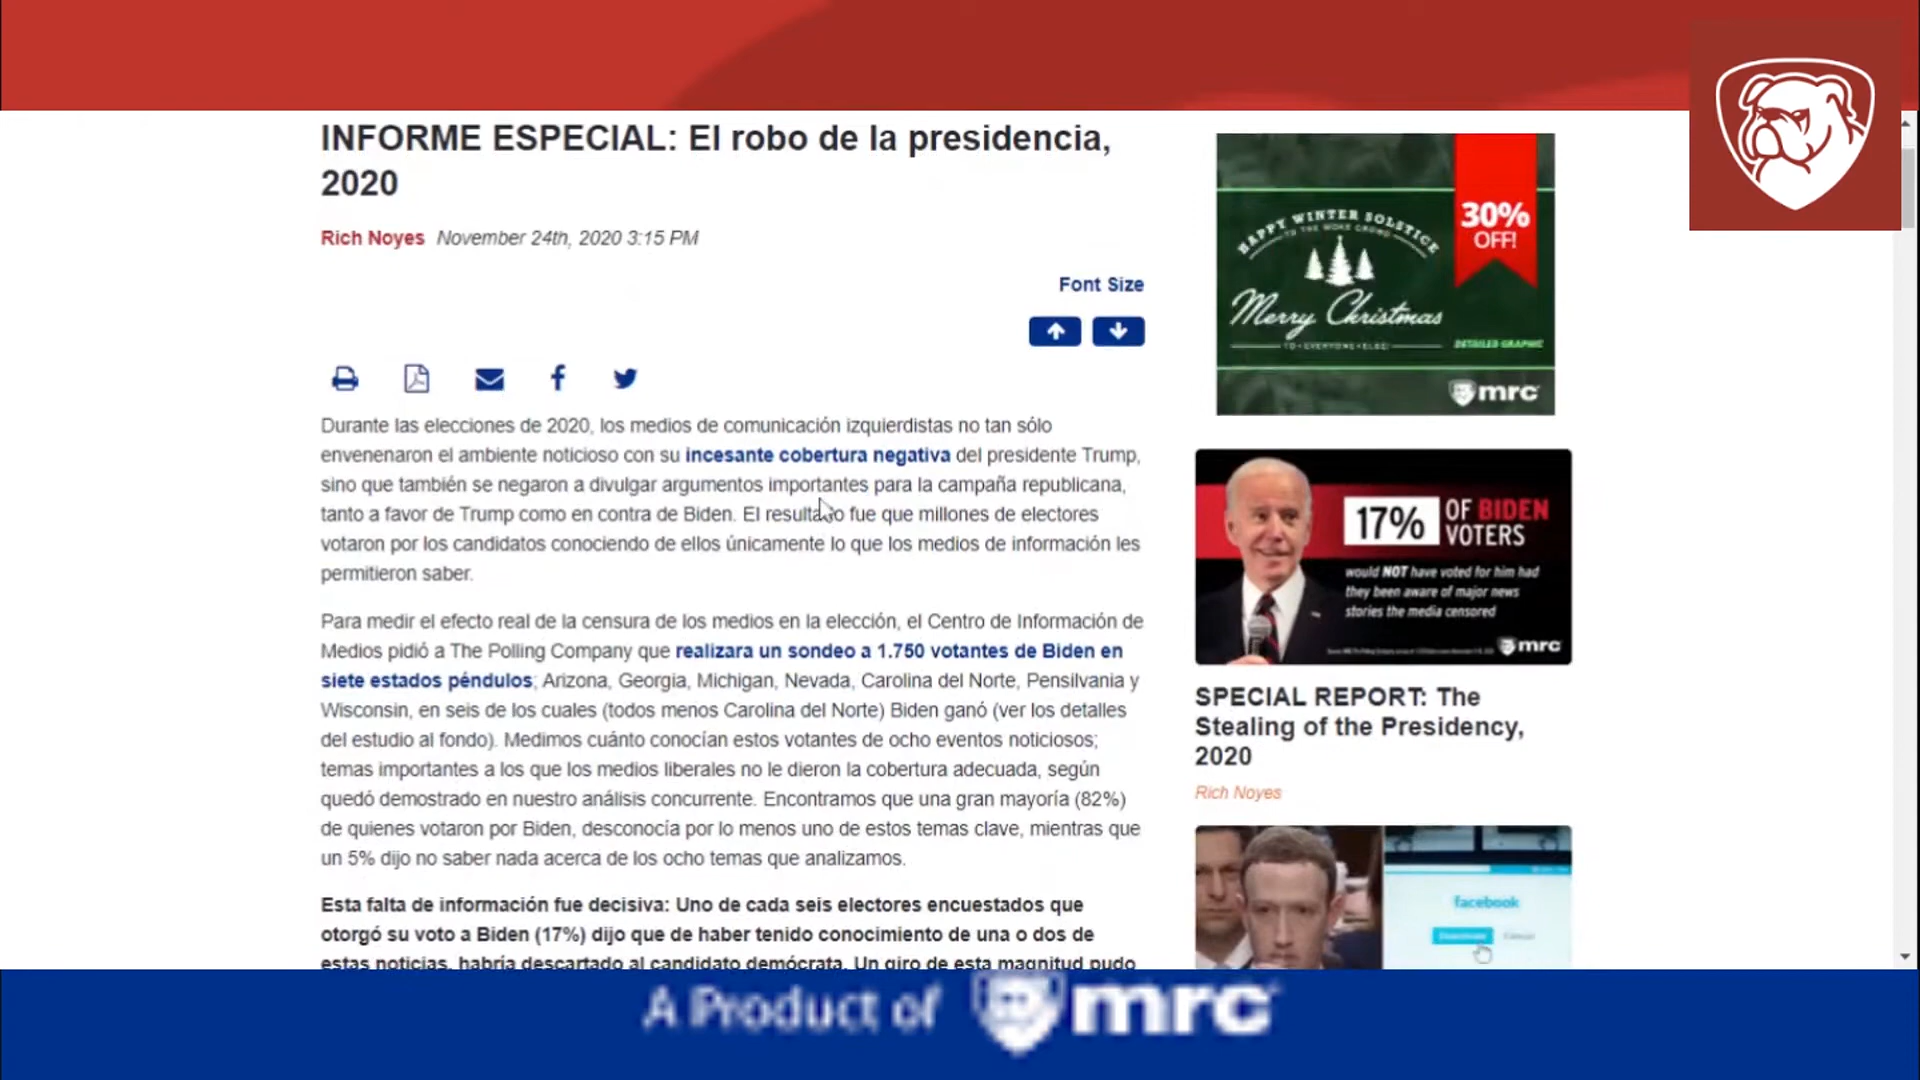 INFORME ESPECIAL: El robo de la presidencia,
2020
Rich Noyes November 24th, 2020 3:15 PM
Font Size
Durante las elecciones de 2020, los medios de comunicación izquierdistas no tan sólo
envenenaron el ambiente noticioso con su incesante cobertura negativa del presidente Trump,
sino que también se negaron a divulgar argumentos importantes para la campaña republicana,
tanto a favor de Trump como en contra de Biden. El resultado fue que millones de electores
votaron por los candidatos conociendo de ellos únicamente lo que los medios de información les
permitieron saber.
Para medir el efecto real de la censura de los medios en la elección, el Centro de Información de
Medios pidió a The Polling Company que realizara un sondeo a 1.750 votantes de Biden en
siete estados péndulos; Arizona, Georgia, Michigan, Nevada, Carolina del Norte, Pensilvania y
Wisconsin, en seis de los cuales (todos menos Carolina del Norte) Biden ganó (ver los detalles
del estudio al fondo). Medimos cuánto conocían estos votantes de ocho eventos noticiosos;
temas importantes a los que los medios liberales no le dieron la cobertura adecuada, según
quedó demostrado en nuestro análisis concurrente. Encontramos que una gran mayoría (82%)
de quienes votaron por Biden, desconocía por lo menos uno de estos temas clave, mientras que
un 5% dijo no saber nada acerca de los ocho temas que analizamos.
Esta falta de información fue decisiva: Uno de cada seis electores encuestados que
otorgó su voto a Biden (17%) dijo que de haber tenido conocimiento de una o dos de
estas noticias, habría descartado al candidato demócrata. Un giro de esta magnitud pudo
HAPPY WINTER SOLSTICE
TO THE WOKE CROWD
30%
OFF!
Merry Christmas
TO EVERYONE ELSE!
DETAILED GRAPHIC
mrc
17% OF BIDEN
VOTERS
would NOT have voted for him had
they been aware of major news
stories the media censored
mrc
SPECIAL REPORT: The
Stealing of the Presidency,
2020
Rich Noyes
facebook
A Product of mrc